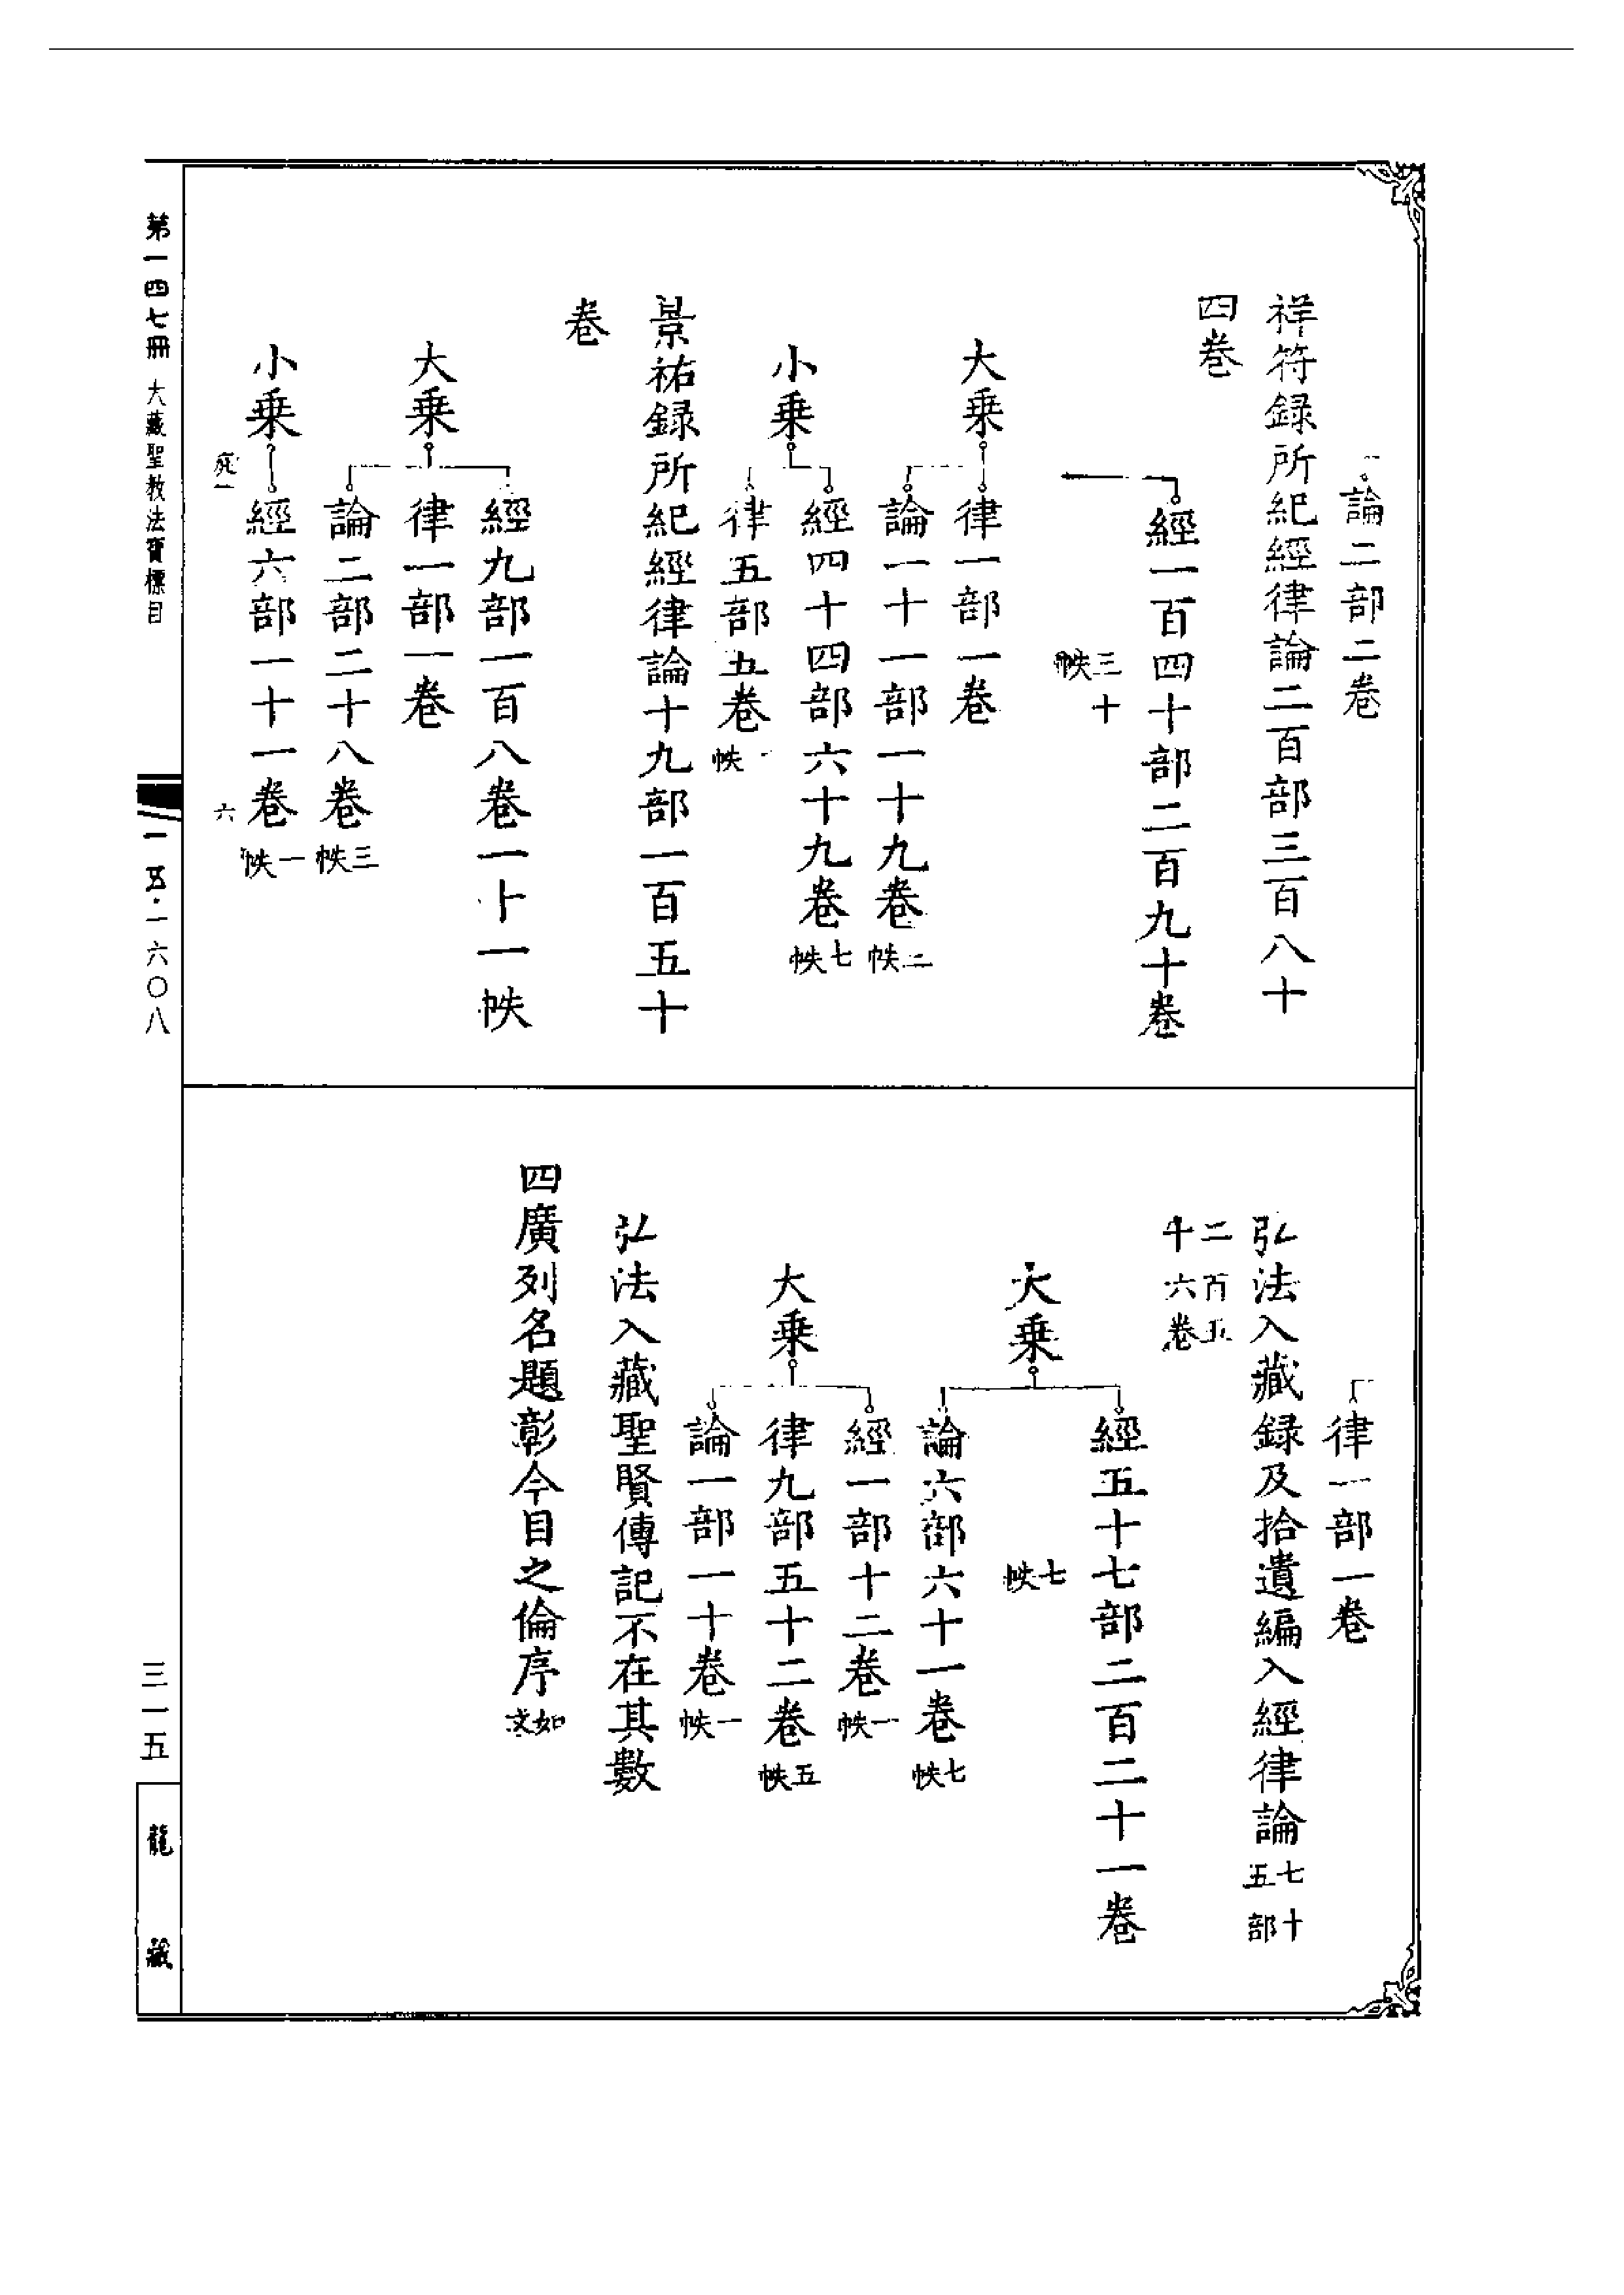 論二部二卷
祥符録所紀經律論二百部三百八十
四卷
經一百四十部二百九十卷
三十
帙
大乘
律一部一卷
論一十一部一十九卷二帙
小乘
經四十四部六十九卷七帙
律五部五卷一帙
景祐録所紀經律論十九部一百五十
卷
大乘
經九部一百八卷一十一帙
律一部一卷
論二部二十八卷三帙
小乘
經六部一十一卷一帙
六
律一部一卷
弘法入藏録及拾遺編入經律論七十五部
二百五
十六卷
大乘
經五十七部二百二十一卷
七帙
論六部六十一卷七帙
大乘
經一部十二卷一帙
律九部五十二卷五帙
論一部一十卷一帙
弘法入藏聖賢傳記不在其數
四廣列名題彰今目之倫序如文
第一四七冊 大藏聖教法寶標目
一五·一六〇八
三一五
龍藏